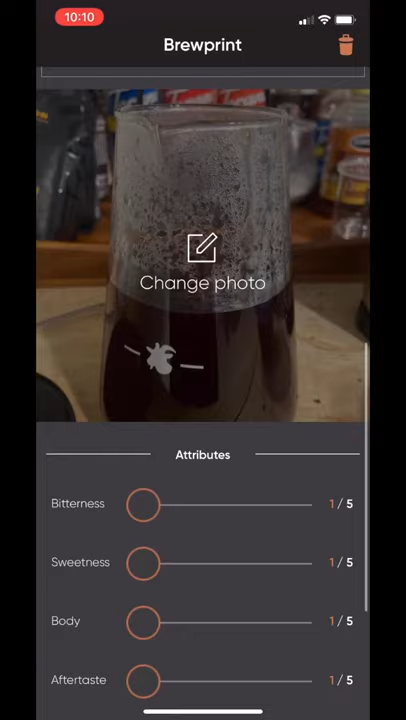 10:10
Brewprint
Change photo
Attributes
Bitterness 1 / 5
Sweetness 1 / 5
Body 1 / 5
Aftertaste 1 / 5